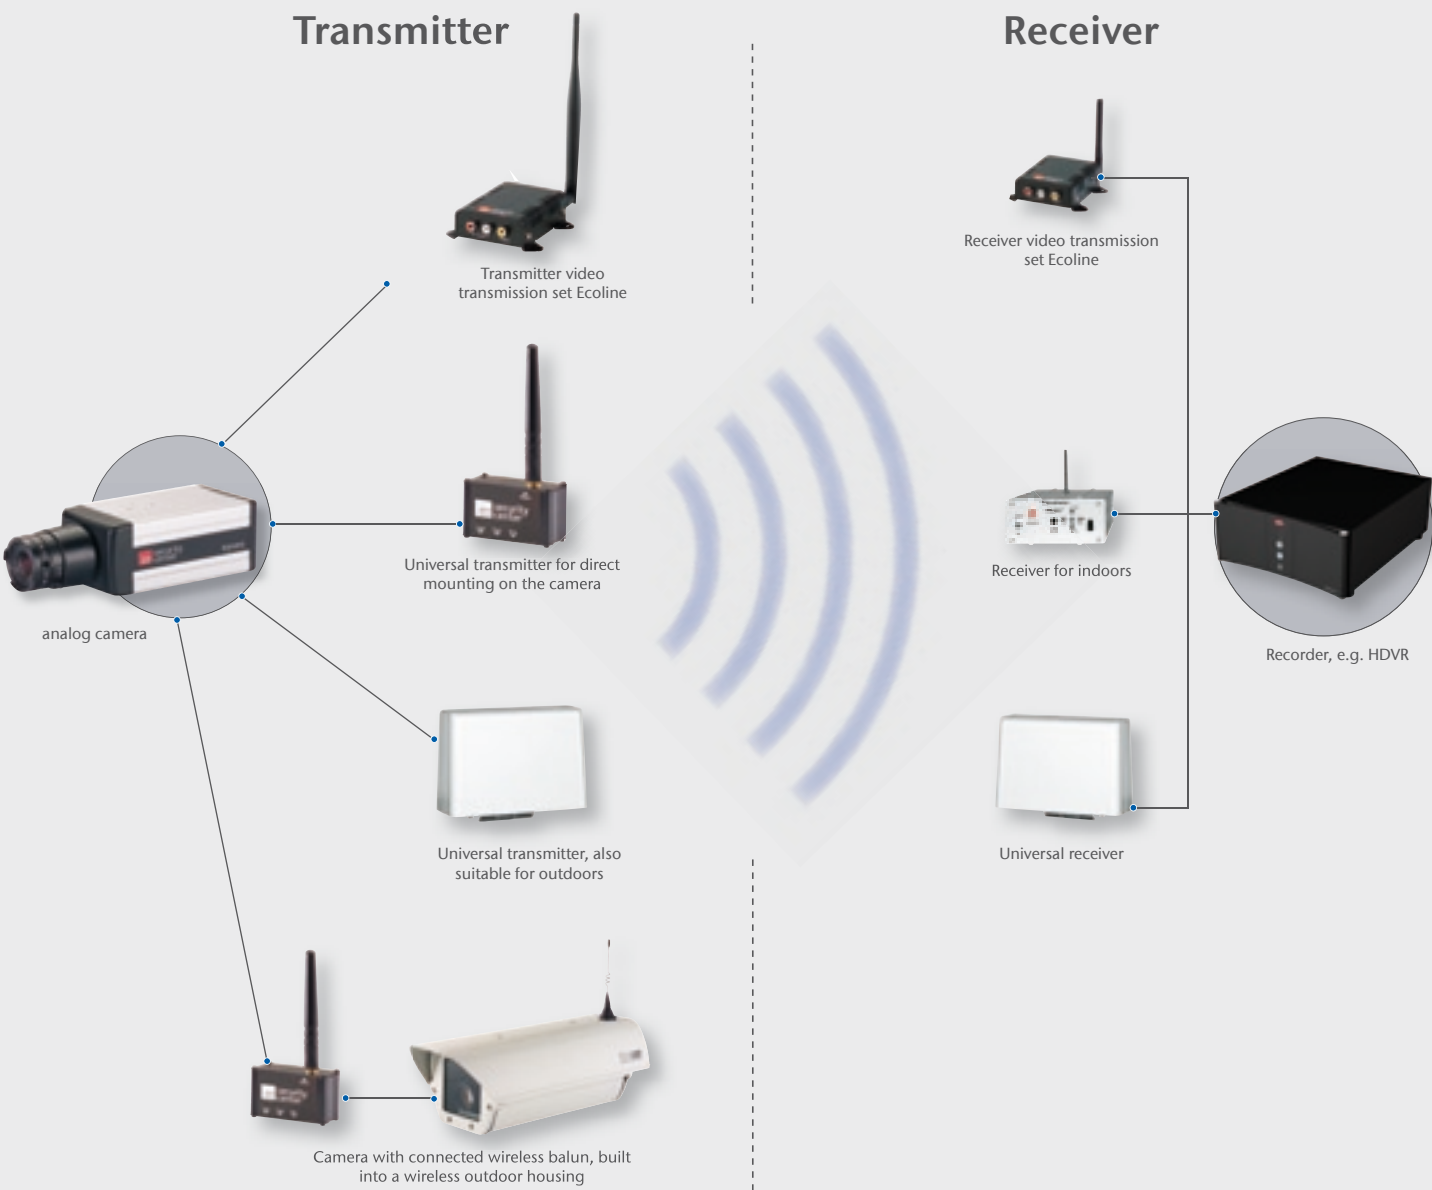 Transmitter
Receiver
Transmitter video
transmission set Ecoline
Receiver video transmission
set Ecoline
Universal transmitter for direct
mounting on the camera
Receiver for indoors
analog camera
Recorder, e.g. HDVR
Universal transmitter, also
suitable for outdoors
Universal receiver
Camera with connected wireless balun, built
into a wireless outdoor housing